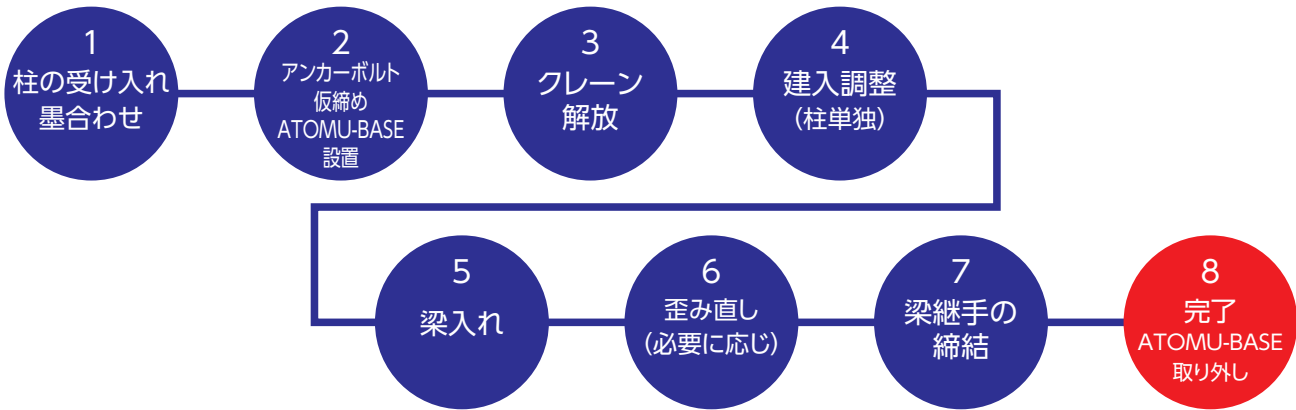 1
柱の受け入れ
墨合わせ
2
アンカーボルト
仮締め
ATOMU-BASE
設置
3
クレーン
解放
4
建入調整
(柱単独)
5
梁入れ
6
歪み直し
(必要に応じ)
7
梁継手の
締結
8
完了
ATOMU-BASE
取り外し